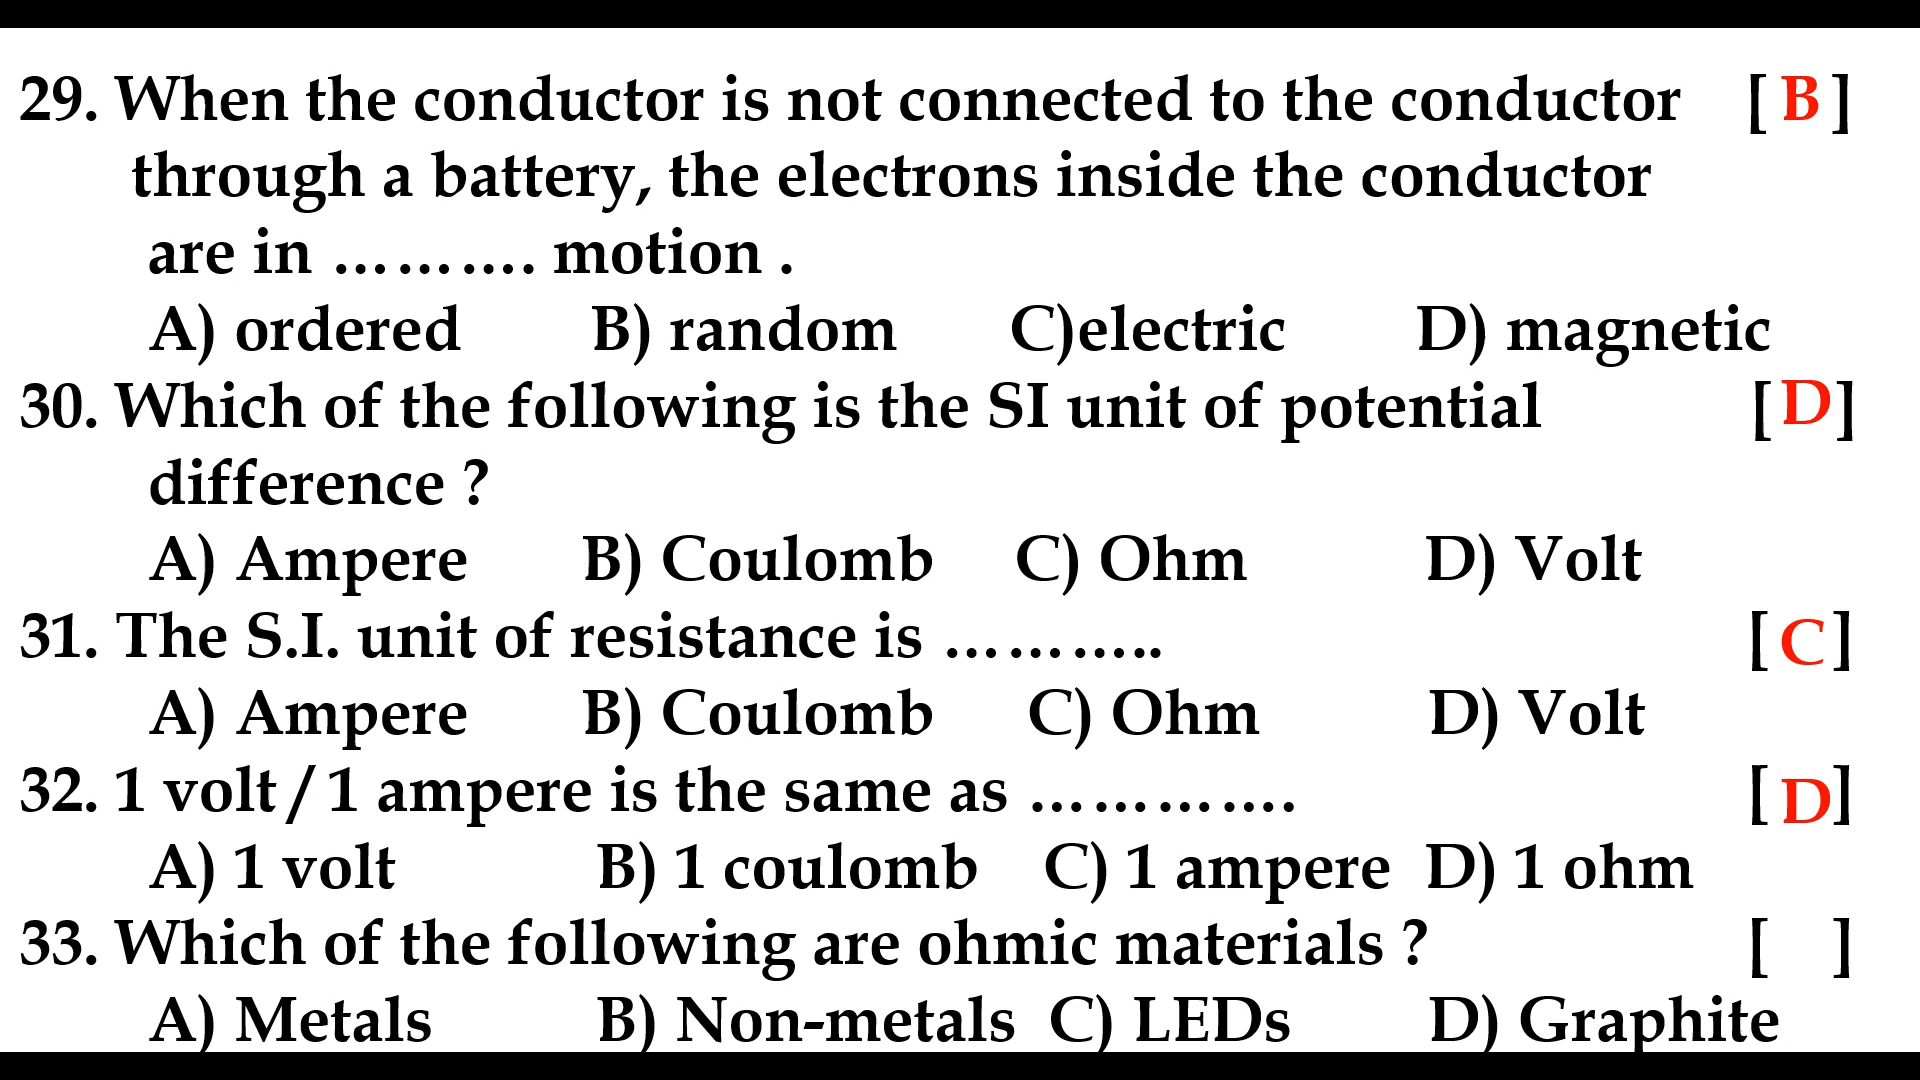 29. When the conductor is not connected to the conductor [ B ]
through a battery, the electrons inside the conductor
are in ………. motion .
A) ordered B) random C)electric D) magnetic
30. Which of the following is the SI unit of potential [ D]
difference ?
A) Ampere B) Coulomb C) Ohm D) Volt
31. The S.I. unit of resistance is ……….. [ C]
A) Ampere B) Coulomb C) Ohm D) Volt
32. 1 volt / 1 ampere is the same as …………. [ D]
A) 1 volt B) 1 coulomb C) 1 ampere D) 1 ohm
33. Which of the following are ohmic materials ? [ ]
A) Metals B) Non-metals C) LEDs D) Graphite